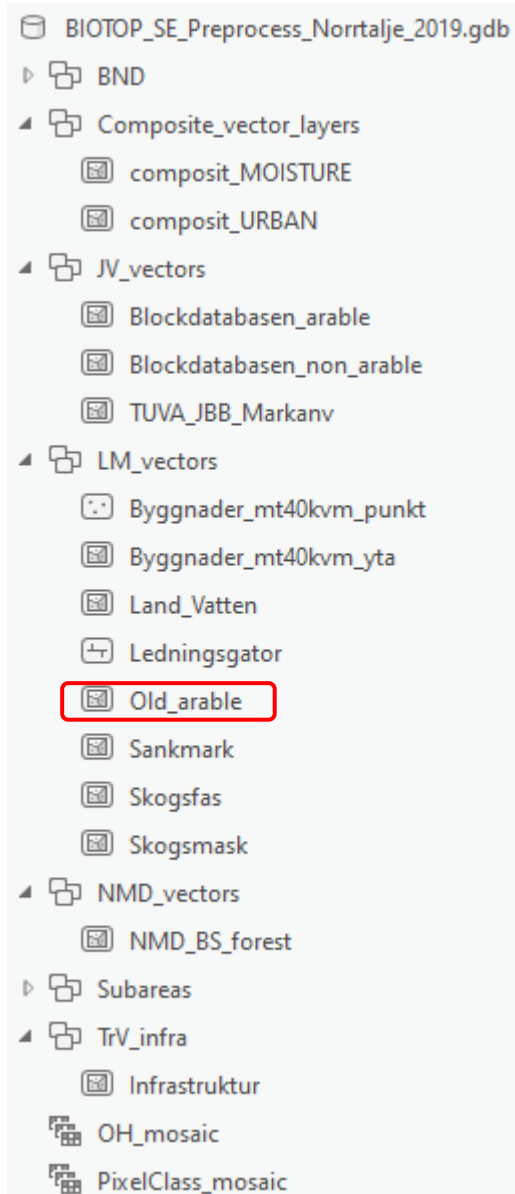 BIOTOP_SE_Preprocess_Norrtalje_2019.gdb
BND
Composite_vector_layers
composit_MOISTURE
composit_URBAN
JV_vectors
Blockdatabasen_arable
Blockdatabasen_non_arable
TUVA_JBB_Markanv
LM_vectors
Byggnader_mt40kvm_punkt
Byggnader_mt40kvm_yta
Land_Vatten
Ledningsgator
Old_arable
Sankmark
Skogsfas
Skogsmask
NMD_vectors
NMD_BS_forest
Subareas
TrV_infra
Infrastruktur
OH_mosaic
PixelClass_mosaic